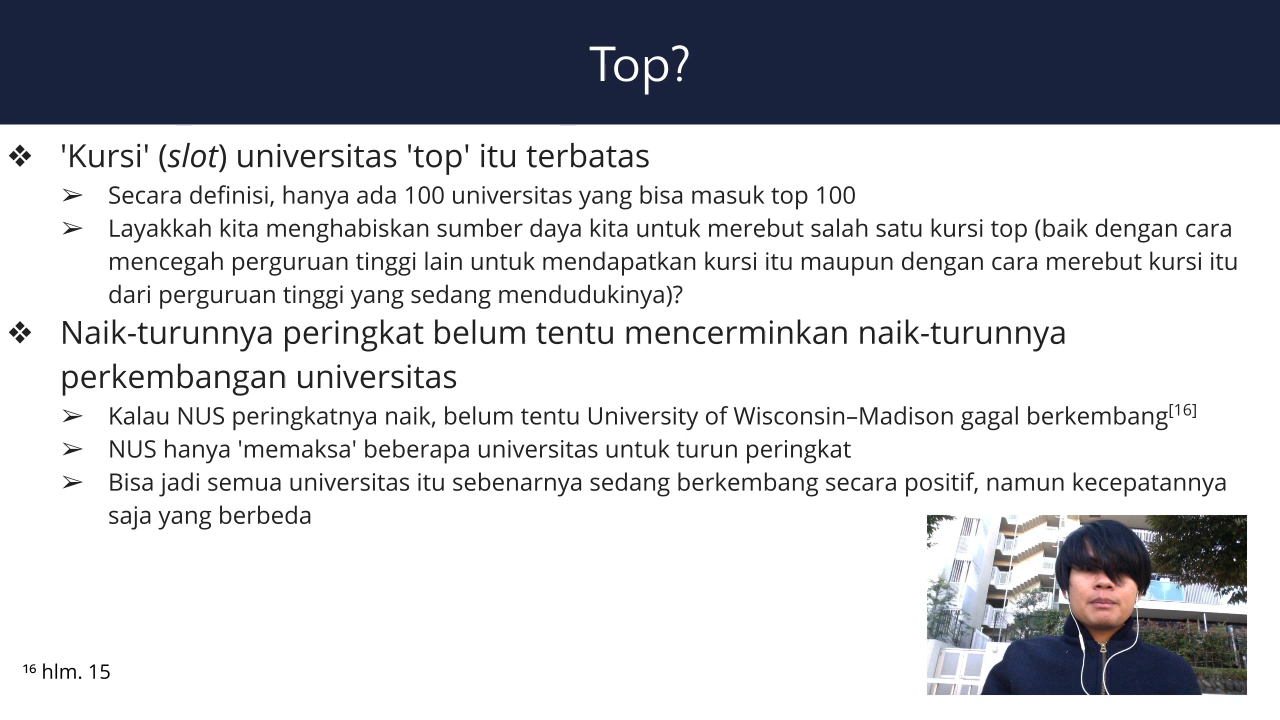 Top?
❖ 'Kursi' (slot) universitas 'top' itu terbatas
➢ Secara definisi, hanya ada 100 universitas yang bisa masuk top 100
➢ Layakkah kita menghabiskan sumber daya kita untuk merebut salah satu kursi top (baik dengan cara
mencegah perguruan tinggi lain untuk mendapatkan kursi itu maupun dengan cara merebut kursi itu
dari perguruan tinggi yang sedang mendudukinya)?
❖ Naik-turunnya peringkat belum tentu mencerminkan naik-turunnya
perkembangan universitas
➢ Kalau NUS peringkatnya naik, belum tentu University of Wisconsin–Madison gagal berkembang[16]
➢ NUS hanya 'memaksa' beberapa universitas untuk turun peringkat
➢ Bisa jadi semua universitas itu sebenarnya sedang berkembang secara positif, namun kecepatannya
saja yang berbeda
¹⁶ hlm. 15